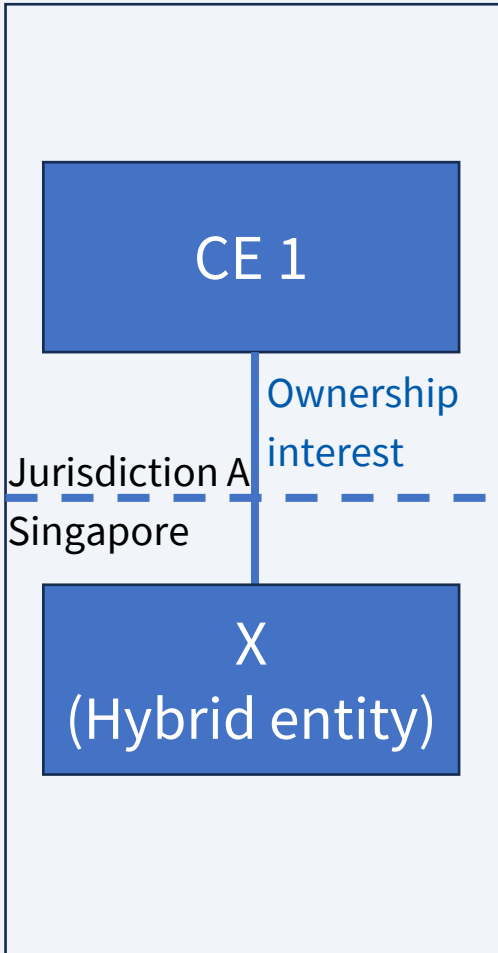 CE 1
Ownership
interest
Jurisdiction A
Singapore
X
(Hybrid entity)